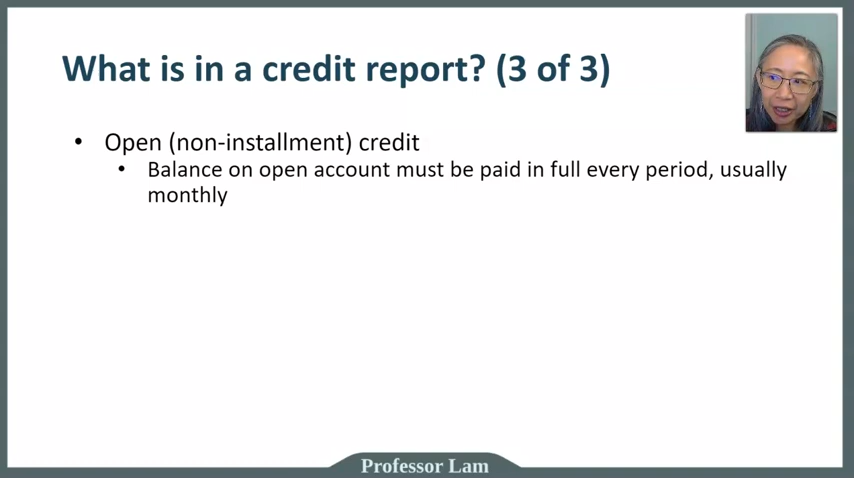 What is in a credit report? (3 of 3)
• Open (non-installment) credit
• Balance on open account must be paid in full every period, usually
monthly
Professor Lam